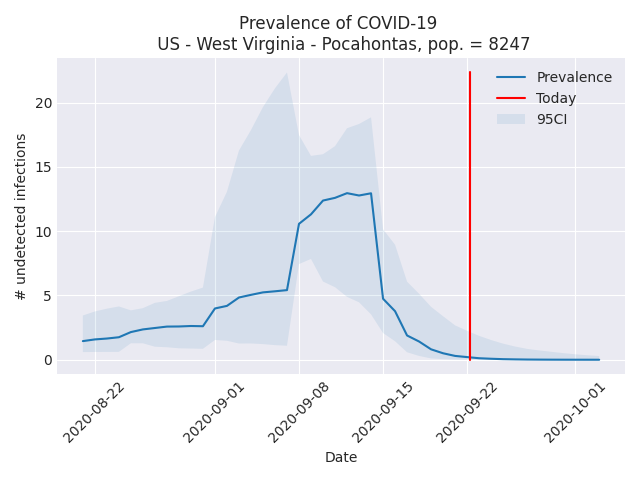 Prevalence of COVID-19
US - West Virginia - Pocahontas, pop. = 8247
Prevalence
Today
95CI
# undetected infections
20
15
10
5
0
2020-08-22
2020-09-01
2020-09-08
2020-09-15
2020-09-22
2020-10-01
Date